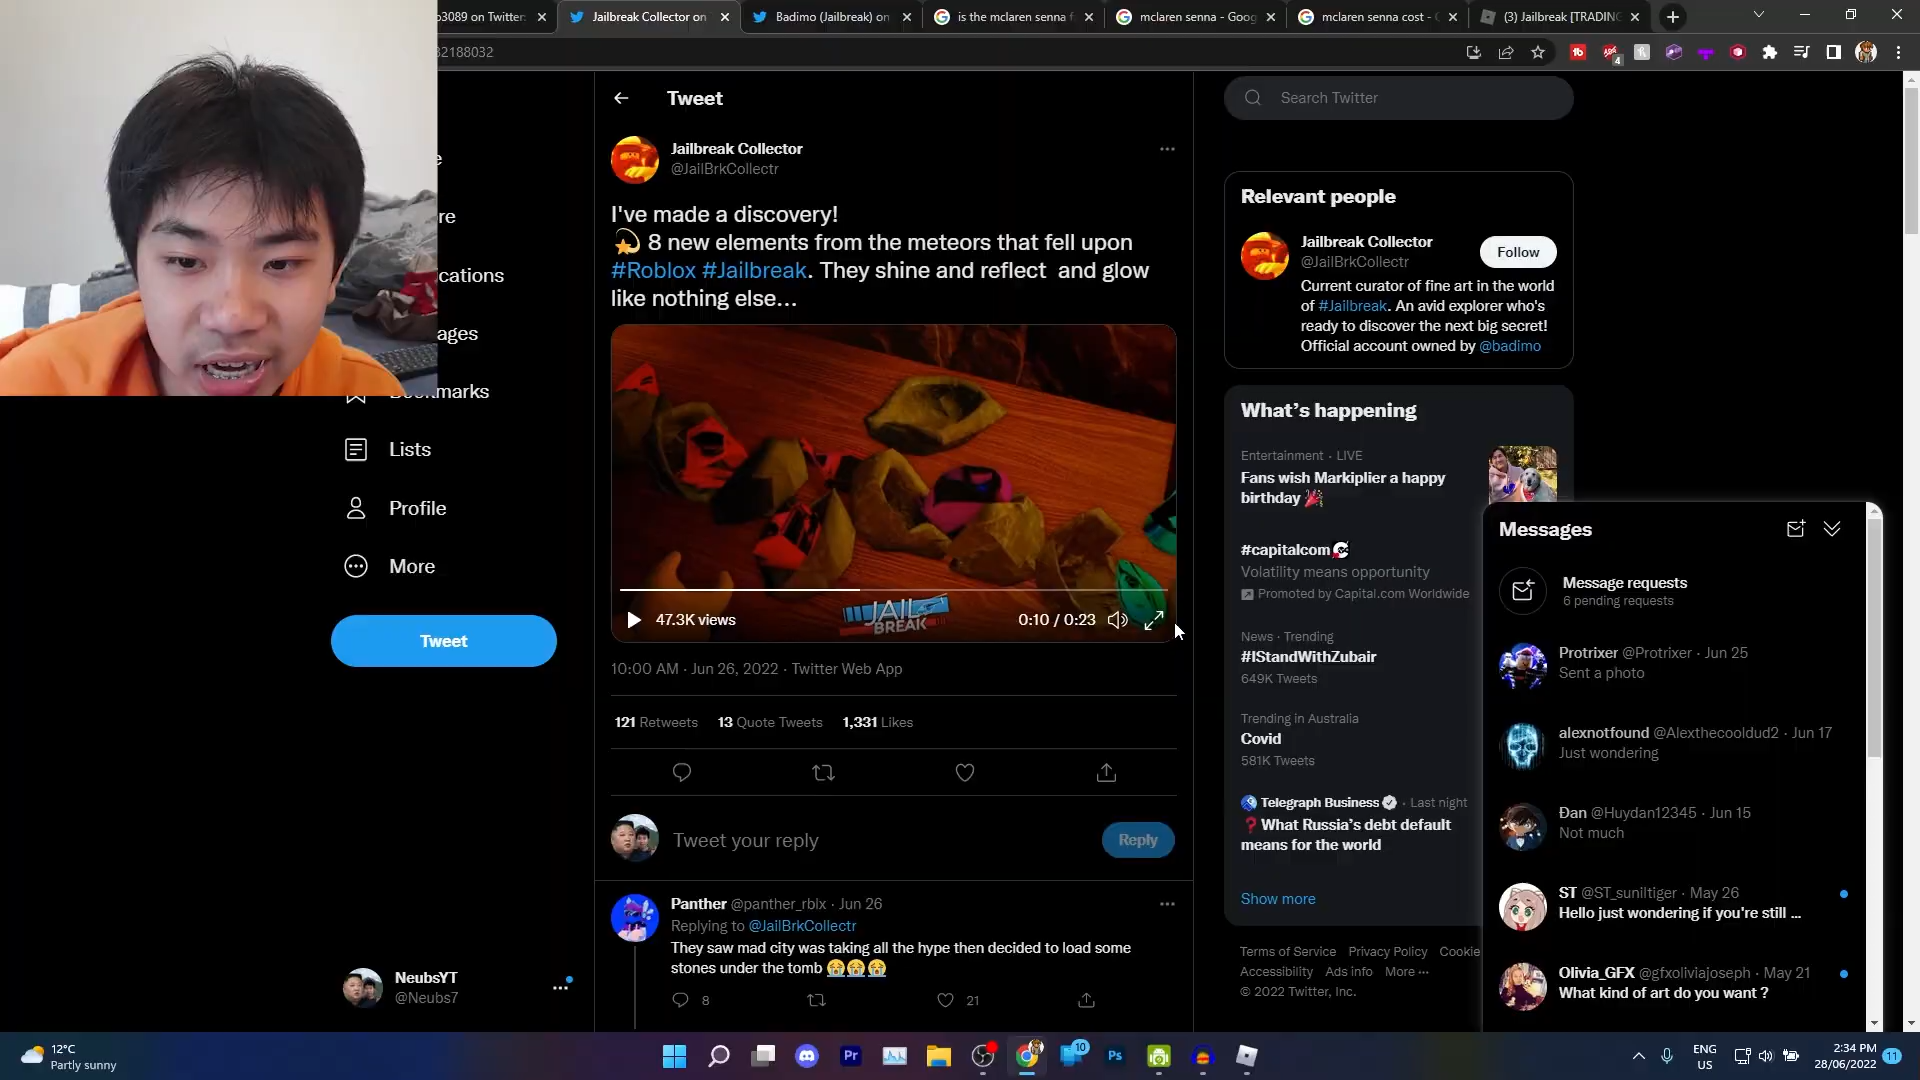 o3089 on Twitter:
Jailbreak Collector on
Badimo (Jailbreak) on
is the mclaren senna f
mclaren senna - Goog
mclaren senna cost - G
(3) Jailbreak [TRADING
32188032
4
Tweet
Search Twitter
Jailbreak Collector
@JailBrkCollectr
I've made a discovery!
8 new elements from the meteors that fell upon
#Roblox #Jailbreak. They shine and reflect and glow
like nothing else...
JAIL
BREAK
47.3K views
0:10 / 0:23
10:00 AM · Jun 26, 2022 · Twitter Web App
121 Retweets 13 Quote Tweets 1,331 Likes
Tweet your reply
Reply
Panther @panther_rblx · Jun 26
Replying to @JailBrkCollectr
They saw mad city was taking all the hype then decided to load some
stones under the tomb 😭😭😭
8
21
e
re
cations
ages
Bookmarks
Lists
Profile
More
Tweet
NeubsYT
@Neubs7
Relevant people
Jailbreak Collector
@JailBrkCollectr
Follow
Current curator of fine art in the world
of #Jailbreak. An avid explorer who's
ready to discover the next big secret!
Official account owned by @badimo
What's happening
Entertainment · LIVE
Fans wish Markiplier a happy
birthday 🎉
#capitalcom
Volatility means opportunity
Promoted by Capital.com Worldwide
News · Trending
#IStandWithZubair
649K Tweets
Trending in Australia
Covid
581K Tweets
Telegraph Business · Last night
❓What Russia's debt default
means for the world
Show more
Terms of Service Privacy Policy Cookie
Accessibility Ads info More ···
© 2022 Twitter, Inc.
Messages
Message requests
6 pending requests
Protrixer @Protrixer · Jun 25
Sent a photo
alexnotfound @Alexthecooldud2 · Jun 17
Just wondering
Đan @Huydan12345 · Jun 15
Not much
ST @ST_suniltiger · May 26
Hello just wondering if you're still ...
Olivia_GFX @gfxoliviajoseph · May 21
What kind of art do you want ?
12°C
Partly sunny
Pr
10
Ps
ENG
US
2:34 PM
28/06/2022
11